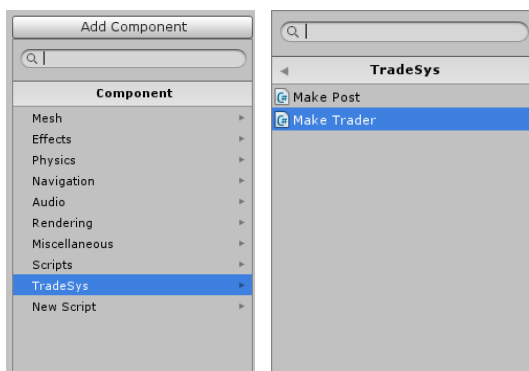 Add Component
Component
Mesh
Effects
Physics
Navigation
Audio
Rendering
Miscellaneous
Scripts
TradeSys
New Script
TradeSys
Make Post
Make Trader